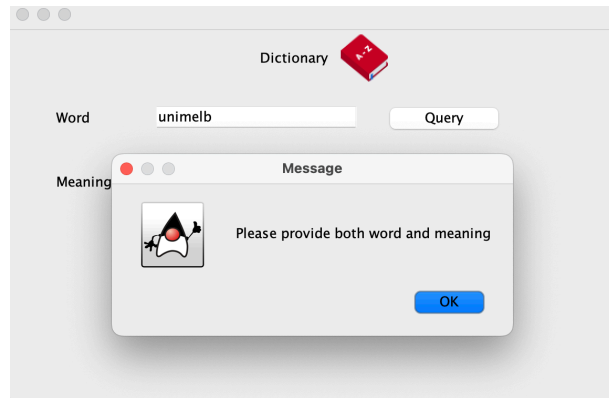 Dictionary
A-Z
Word
unimelb
Query
Meaning
Message
Please provide both word and meaning
OK